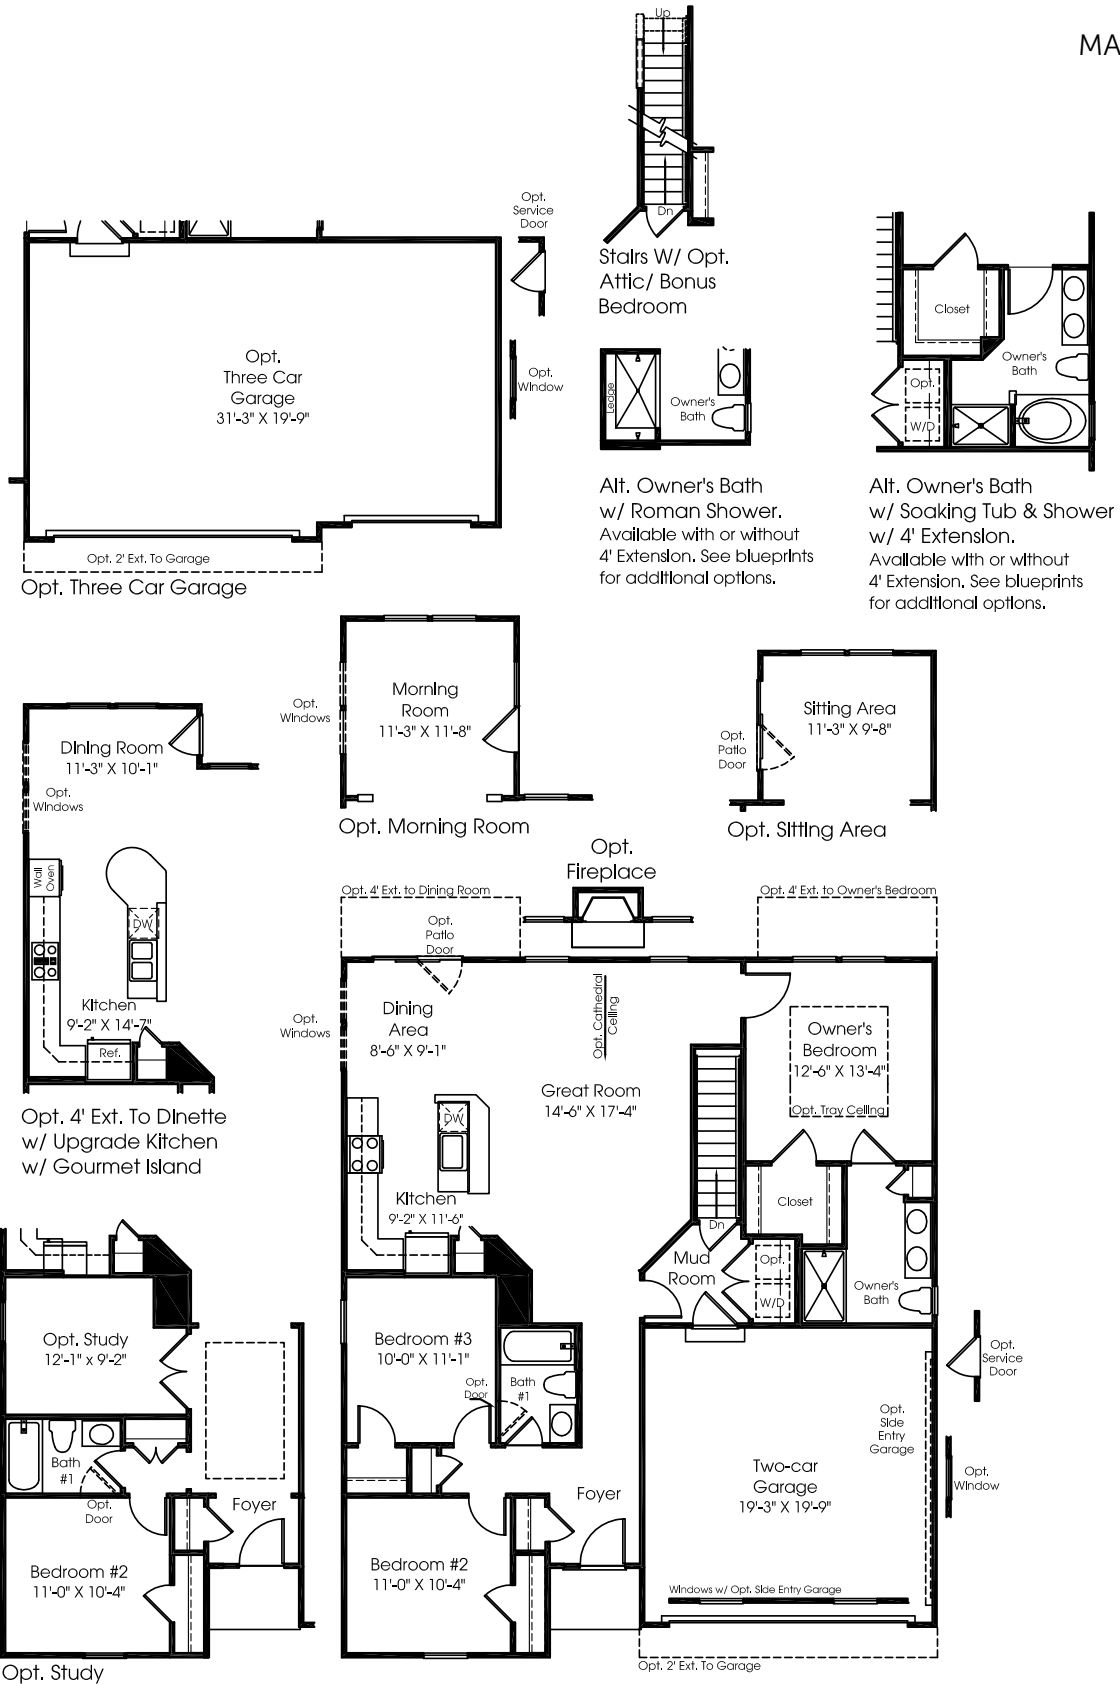 MA
Up
Dn
Stairs W/ Opt.
Attic/ Bonus
Bedroom
Opt.
Service
Door
Opt.
Three Car
Garage
31'-3" X 19'-9"
Opt.
Window
Opt. 2' Ext. To Garage
Opt. Three Car Garage
Ledge
Owner's
Bath
Alt. Owner's Bath
w/ Roman Shower.
Available with or without
4' Extension. See blueprints
for additional options.
Closet
Owner's
Bath
Opt.
W/D
Alt. Owner's Bath
w/ Soaking Tub & Shower
w/ 4' Extension.
Available with or without
4' Extension. See blueprints
for additional options.
Dining Room
11'-3" X 10'-1"
Opt.
Windows
Wall
Oven
DW
Kitchen
9'-2" X 14'-7"
Ref.
Opt. 4' Ext. To Dinette
w/ Upgrade Kitchen
w/ Gourmet Island
Morning
Room
11'-3" X 11'-8"
Opt.
Windows
Opt. Morning Room
Sitting Area
11'-3" X 9'-8"
Opt.
Patio
Door
Opt. Sitting Area
Opt.
Fireplace
Opt. 4' Ext. to Dining Room
Opt. 4' Ext. to Owner's Bedroom
Opt.
Patio
Door
Opt.
Windows
Dining
Area
8'-6" X 9'-1"
Opt. Cathedral
Ceiling
Great Room
14'-6" X 17'-4"
Owner's
Bedroom
12'-6" X 13'-4"
Opt. Tray Ceiling
DW
Kitchen
9'-2" X 11'-6"
Closet
Dn
Mud
Room
Opt.
W/D
Owner's
Bath
Bedroom #3
10'-0" X 11'-1"
Opt.
Door
Bath
#1
Opt.
Service
Door
Opt.
Side
Entry
Garage
Two-car
Garage
19'-3" X 19'-9"
Opt.
Window
Foyer
Bedroom #2
11'-0" X 10'-4"
Windows w/ Opt. Side Entry Garage
Opt. 2' Ext. To Garage
Opt. Study
12'-1" x 9'-2"
Bath
#1
Opt.
Door
Foyer
Bedroom #2
11'-0" X 10'-4"
Opt. Study